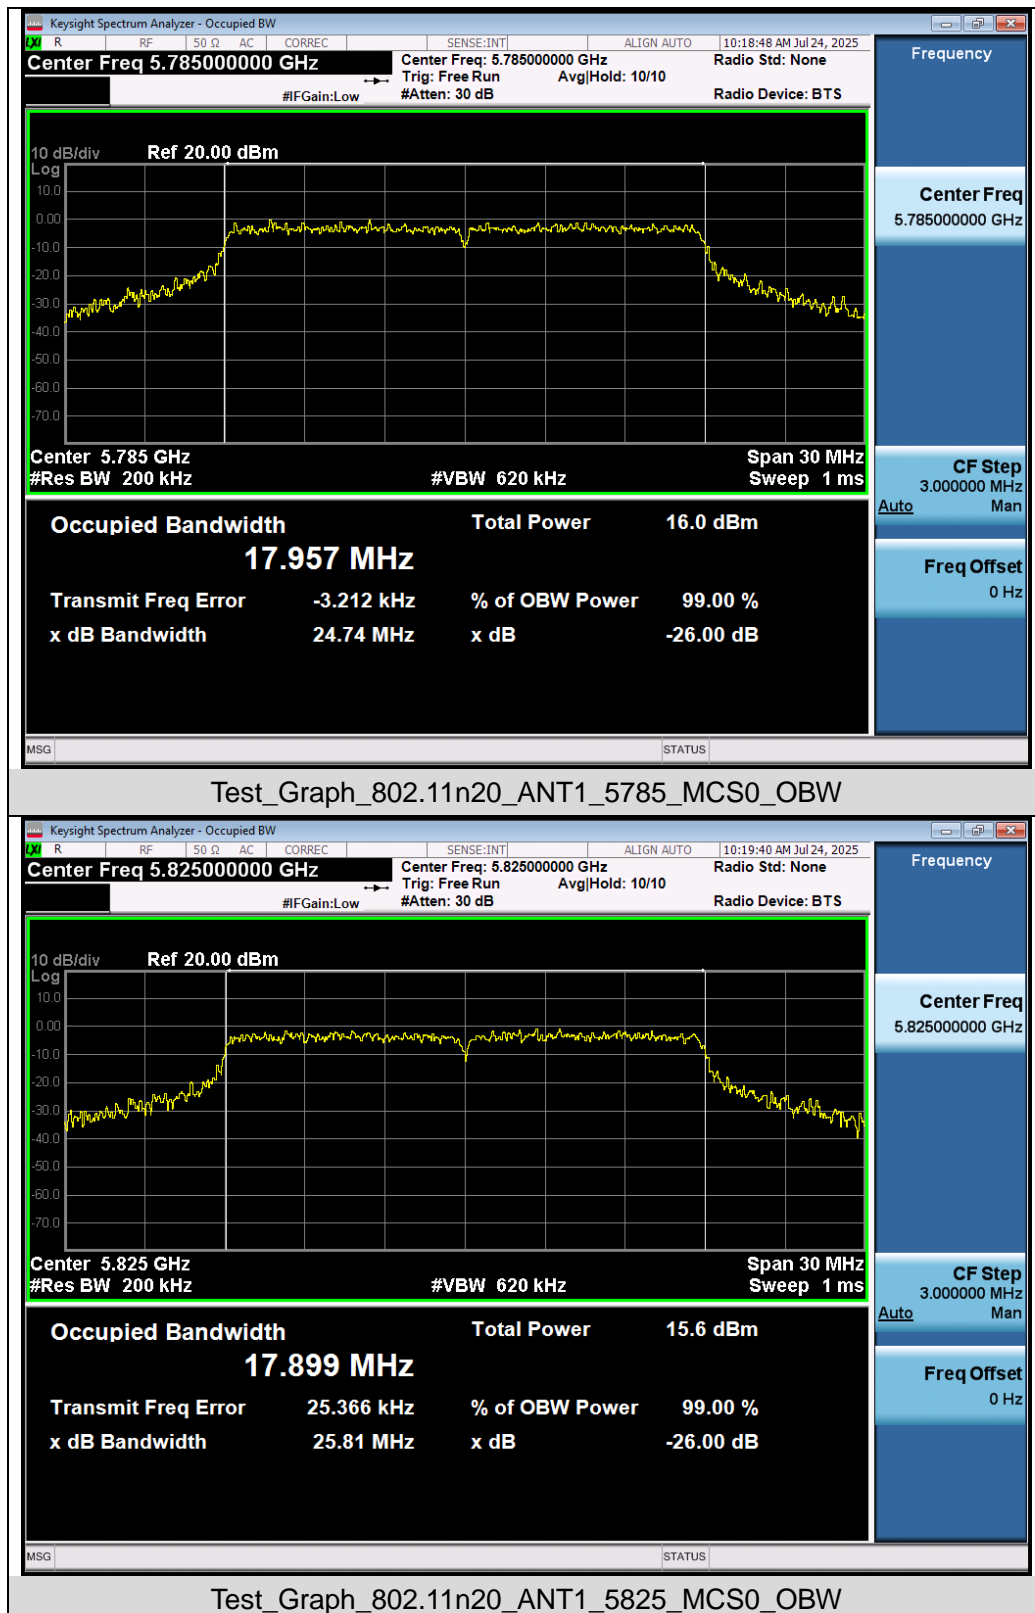 Keysight Spectrum Analyzer - Occupied BW
LXI R RF 50 Ω AC CORREC SENSE:INT ALIGN AUTO 10:18:48 AM Jul 24, 2025
Center Freq 5.785000000 GHz
Center Freq: 5.785000000 GHz
Radio Std: None
Trig: Free Run Avg|Hold: 10/10
#IFGain:Low #Atten: 30 dB
Radio Device: BTS
Frequency
10 dB/div Ref 20.00 dBm
Log
10.0
0.00
-10.0
-20.0
-30.0
-40.0
-50.0
-60.0
-70.0
Center 5.785 GHz Span 30 MHz
#Res BW 200 kHz #VBW 620 kHz Sweep 1 ms
Center Freq
5.785000000 GHz
CF Step
3.000000 MHz
Auto Man
Freq Offset
0 Hz
Occupied Bandwidth Total Power 16.0 dBm
17.957 MHz
Transmit Freq Error -3.212 kHz % of OBW Power 99.00 %
x dB Bandwidth 24.74 MHz x dB -26.00 dB
MSG STATUS
Test_Graph_802.11n20_ANT1_5785_MCS0_OBW
Keysight Spectrum Analyzer - Occupied BW
LXI R RF 50 Ω AC CORREC SENSE:INT ALIGN AUTO 10:19:40 AM Jul 24, 2025
Center Freq 5.825000000 GHz
Center Freq: 5.825000000 GHz
Radio Std: None
Trig: Free Run Avg|Hold: 10/10
#IFGain:Low #Atten: 30 dB
Radio Device: BTS
Frequency
10 dB/div Ref 20.00 dBm
Log
10.0
0.00
-10.0
-20.0
-30.0
-40.0
-50.0
-60.0
-70.0
Center 5.825 GHz Span 30 MHz
#Res BW 200 kHz #VBW 620 kHz Sweep 1 ms
Center Freq
5.825000000 GHz
CF Step
3.000000 MHz
Auto Man
Freq Offset
0 Hz
Occupied Bandwidth Total Power 15.6 dBm
17.899 MHz
Transmit Freq Error 25.366 kHz % of OBW Power 99.00 %
x dB Bandwidth 25.81 MHz x dB -26.00 dB
MSG STATUS
Test_Graph_802.11n20_ANT1_5825_MCS0_OBW